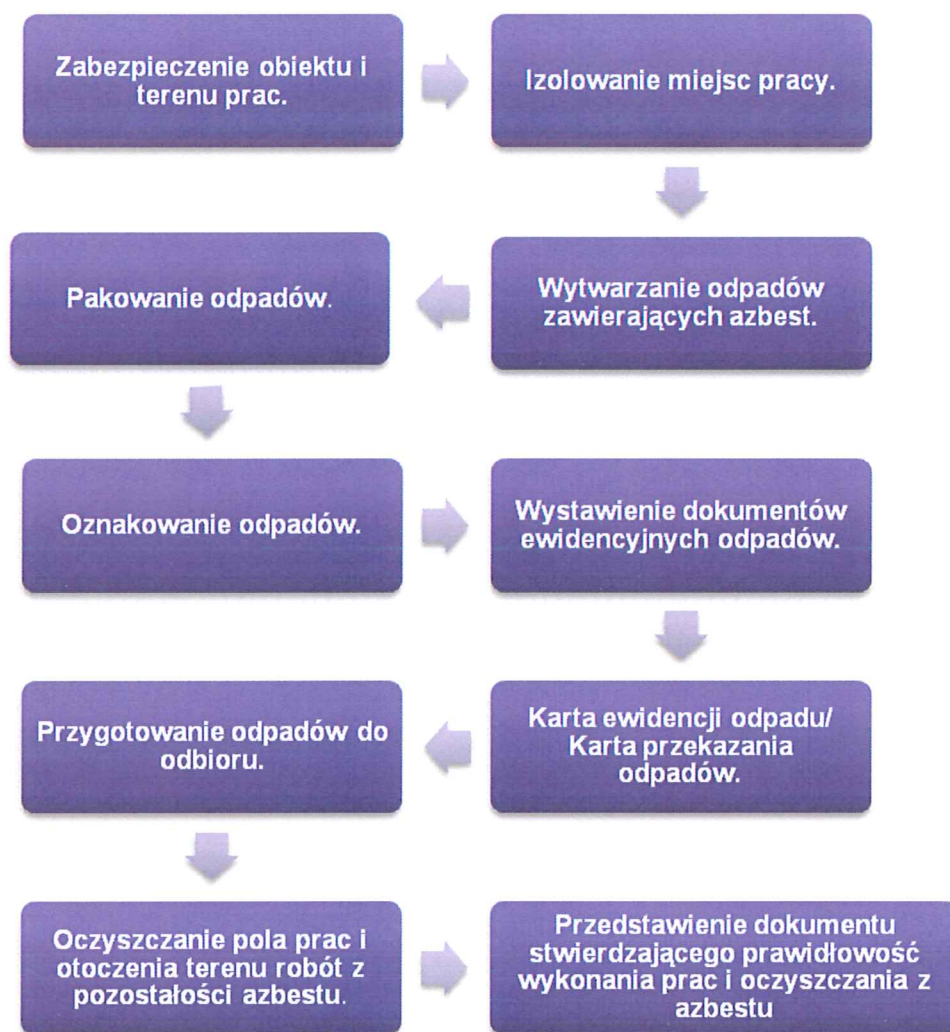 Zabezpieczenie obiektu i
terenu prac.
Izolowanie miejsc pracy.
Wytwarzanie odpadów
zawierających azbest.
Pakowanie odpadów.
Oznakowanie odpadów.
Wystawienie dokumentów
ewidencyjnych odpadów.
Karta ewidencji odpadu/
Karta przekazania
odpadów.
Przygotowanie odpadów do
odbioru.
Oczyszczanie pola prac i
otoczenia terenu robót z
pozostałości azbestu.
Przedstawienie dokumentu
stwierdzającego prawidłowość
wykonania prac i oczyszczania z
azbestu